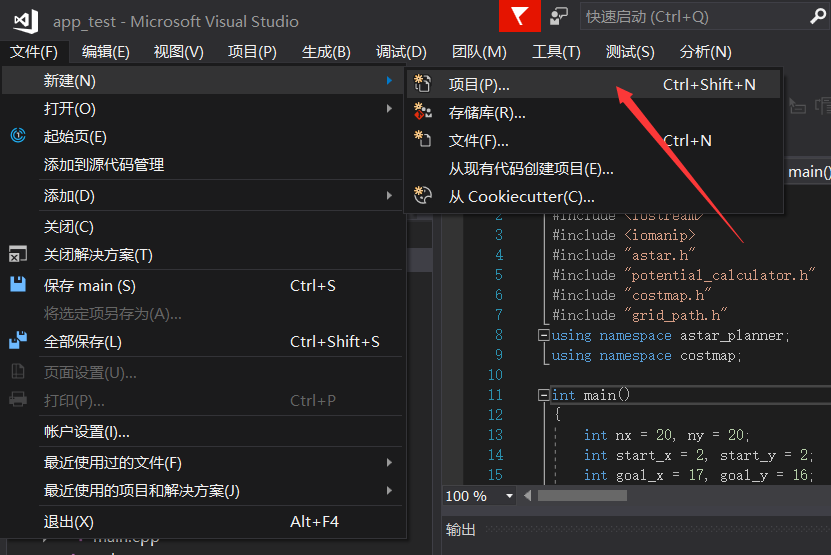 app_test - Microsoft Visual Studio
快速启动 (Ctrl+Q)
文件(F) 编辑(E) 视图(V) 项目(P) 生成(B) 调试(D) 团队(M) 工具(T) 测试(S) 分析(N)
新建(N)
打开(O)
起始页(E)
添加到源代码管理
添加(D)
关闭(C)
关闭解决方案(T)
保存 main (S) Ctrl+S
将选定项另存为(A)...
全部保存(L) Ctrl+Shift+S
页面设置(U)...
打印(P)... Ctrl+P
帐户设置(I)...
最近使用过的文件(F)
最近使用的项目和解决方案(J)
退出(X) Alt+F4
main.cpp
项目(P)... Ctrl+Shift+N
存储库(R)...
文件(F)... Ctrl+N
从现有代码创建项目(E)...
从 Cookiecutter(C)...
main()
2 #include <iostream>
3 #include <iomanip>
4 #include "astar.h"
5 #include "potential_calculator.h"
6 #include "costmap.h"
7 #include "grid_path.h"
8 using namespace astar_planner;
9 using namespace costmap;
10
11 int main()
12 {
13 int nx = 20, ny = 20;
14 int start_x = 2, start_y = 2;
15 int goal_x = 17, goal_y = 16;
100 %
输出